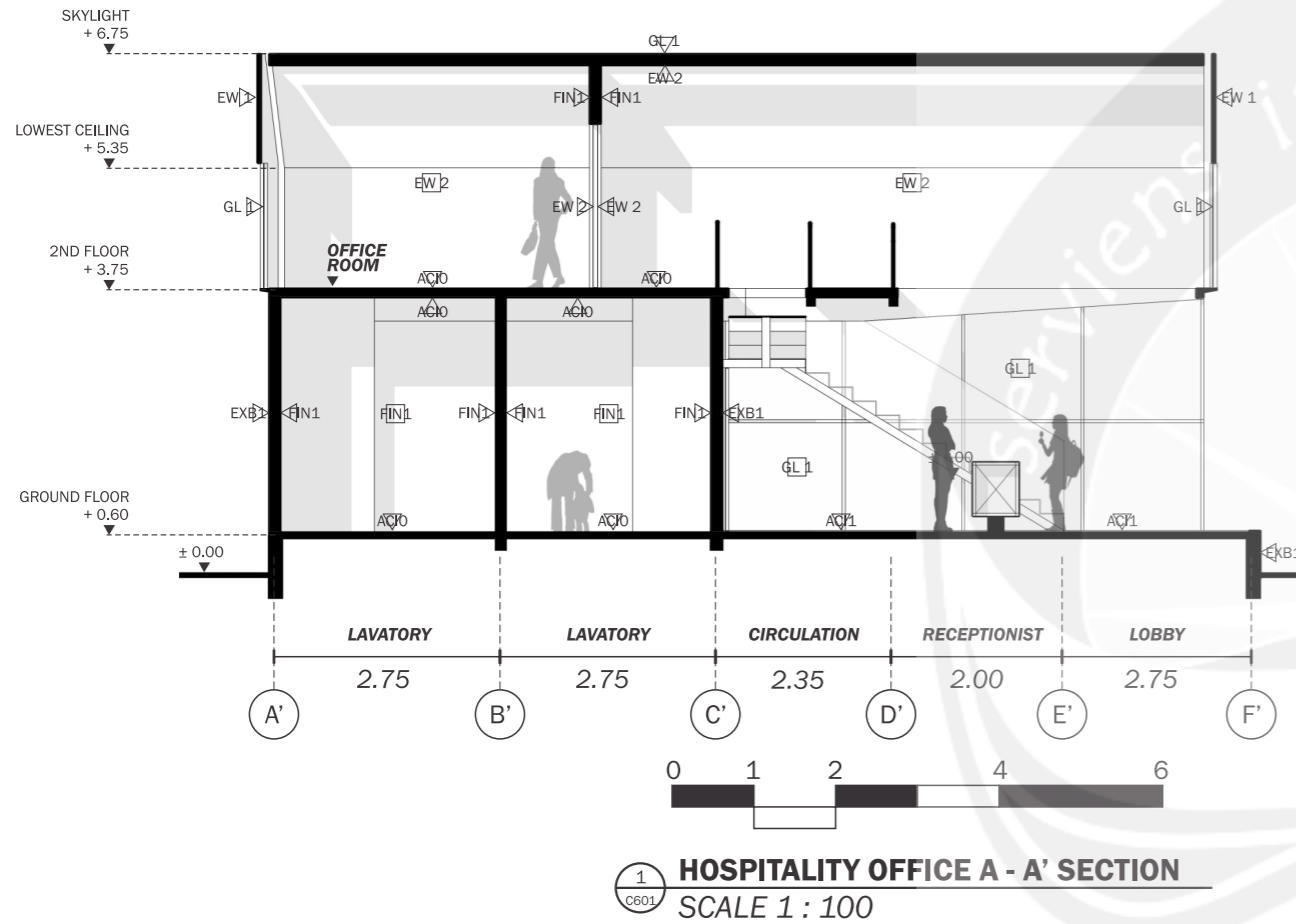 SKYLIGHT
+ 6.75
GL 1
EW 2
EW 1
FIN1
FIN1
EW 1
LOWEST CEILING
+ 5.35
EW 2
EW 2
GL 1
EW 2
EW 2
GL 1
2ND FLOOR
+ 3.75
OFFICE
ROOM
ACI0
ACI0
ACI0
ACI0
GL 1
EXB1
FIN1
FIN1
FIN1
FIN1
FIN1
FIN1
EXB1
GL 1
GROUND FLOOR
+ 0.60
ACI0
ACI0
ACI1
ACI1
± 0.00
EXB1
LAVATORY
LAVATORY
CIRCULATION
RECEPTIONIST
LOBBY
2.75
2.75
2.35
2.00
2.75
A'
B'
C'
D'
E'
F'
0 1 2 4 6
1
C601
HOSPITALITY OFFICE A - A' SECTION
SCALE 1 : 100
serviens i